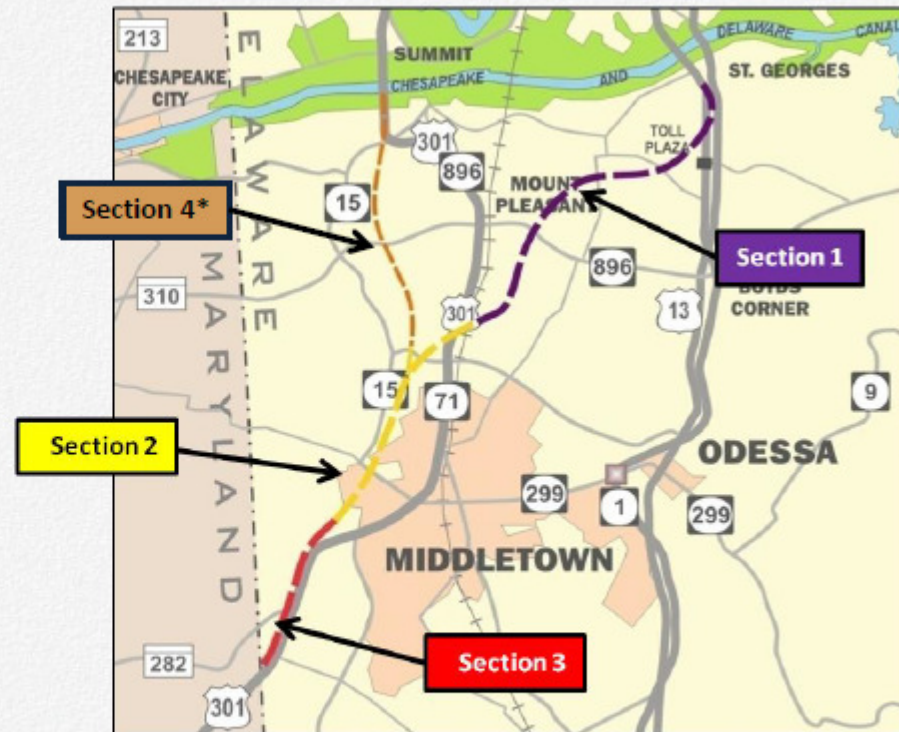 213
SUMMIT
DELAWARE
CANAL
CHESAPEAKE
CITY
CHESAPEAKE
AND
ST. GEORGES
301
896
TOLL
PLAZA
MOUNT
PLEASANT
15
Section 4*
DELAWARE
MARYLAND
Section 1
896
310
301
13
CORNER
15
71
9
Section 2
ODESSA
299
1
299
MIDDLETOWN
282
Section 3
301